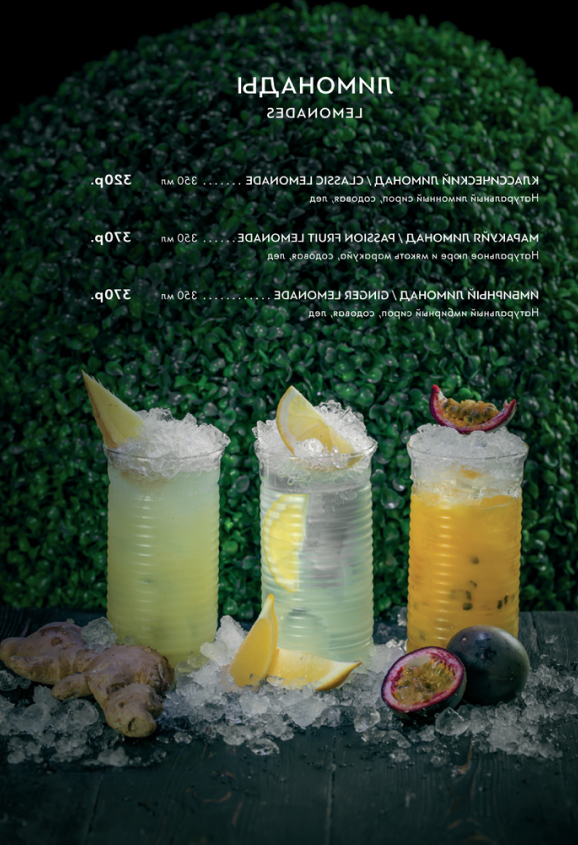 ЛИМОНАДЫ
LEMONADES
КЛАССИЧЕСКИЙ ЛИМОНАД / CLASSIC LEMONADE ....... 350 мл 320р.
Натуральный лимонный сироп, содовая, лед
МАРАКУЙЯ ЛИМОНАД / PASSION FRUIT LEMONADE ...... 350 мл 370р.
Натуральное пюре и мякоть маракуйи, содовая, лед
ИМБИРНЫЙ ЛИМОНАД / GINGER LEMONADE ............ 350 мл 370р.
Натуральный имбирный сироп, содовая, лед